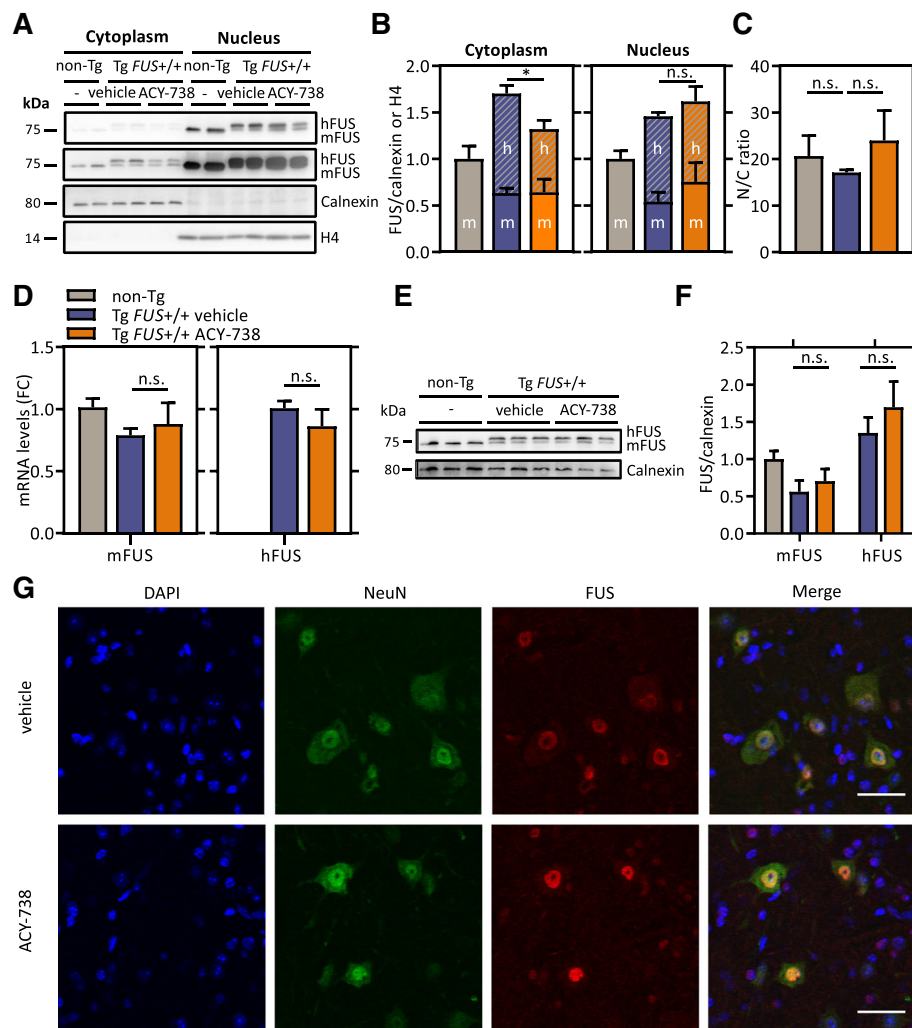 A
Cytoplasm Nucleus
non-Tg Tg FUS+/+ non-Tg Tg FUS+/+
kDa - vehicle ACY-738 - vehicle ACY-738
75 hFUS
mFUS
75 hFUS
mFUS
80 Calnexin
14 H4
B
Cytoplasm Nucleus
FUS/calnexin or H4
2.0
1.5
1.0
0.5
0.0
* n.s.
h h h h
m m m m m m
C
n.s. n.s.
N/C ratio
40
30
20
10
0
D
non-Tg
Tg FUS+/+ vehicle
Tg FUS+/+ ACY-738
mRNA levels (FC)
1.5
1.0
0.5
0.0
n.s. n.s.
mFUS hFUS
E
non-Tg Tg FUS+/+
kDa - vehicle ACY-738
75 hFUS
mFUS
80 Calnexin
F
FUS/calnexin
2.5
2.0
1.5
1.0
0.5
0.0
n.s. n.s.
mFUS hFUS
G
DAPI NeuN FUS Merge
vehicle
ACY-738